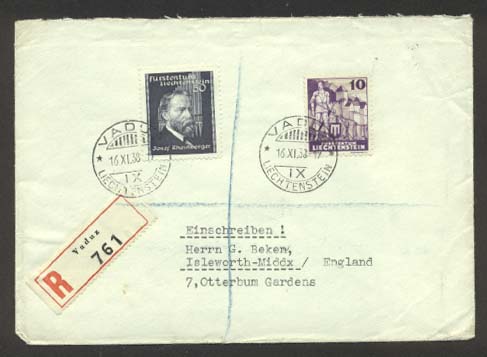 Fürstentum
Liechtenstein
50
Josef Rheinberger
10
FÜRSTENTUM
LIECHTENSTEIN
VADUZ
16.XI.38
IX
LIECHTENSTEIN
VADUZ
16.XI.38-17
IX
LIECHTENSTEIN
R
Vaduz
761
Einschreiben !
Herrn G. Beken,
Isleworth-Middx / England
7,Otterbum Gardens